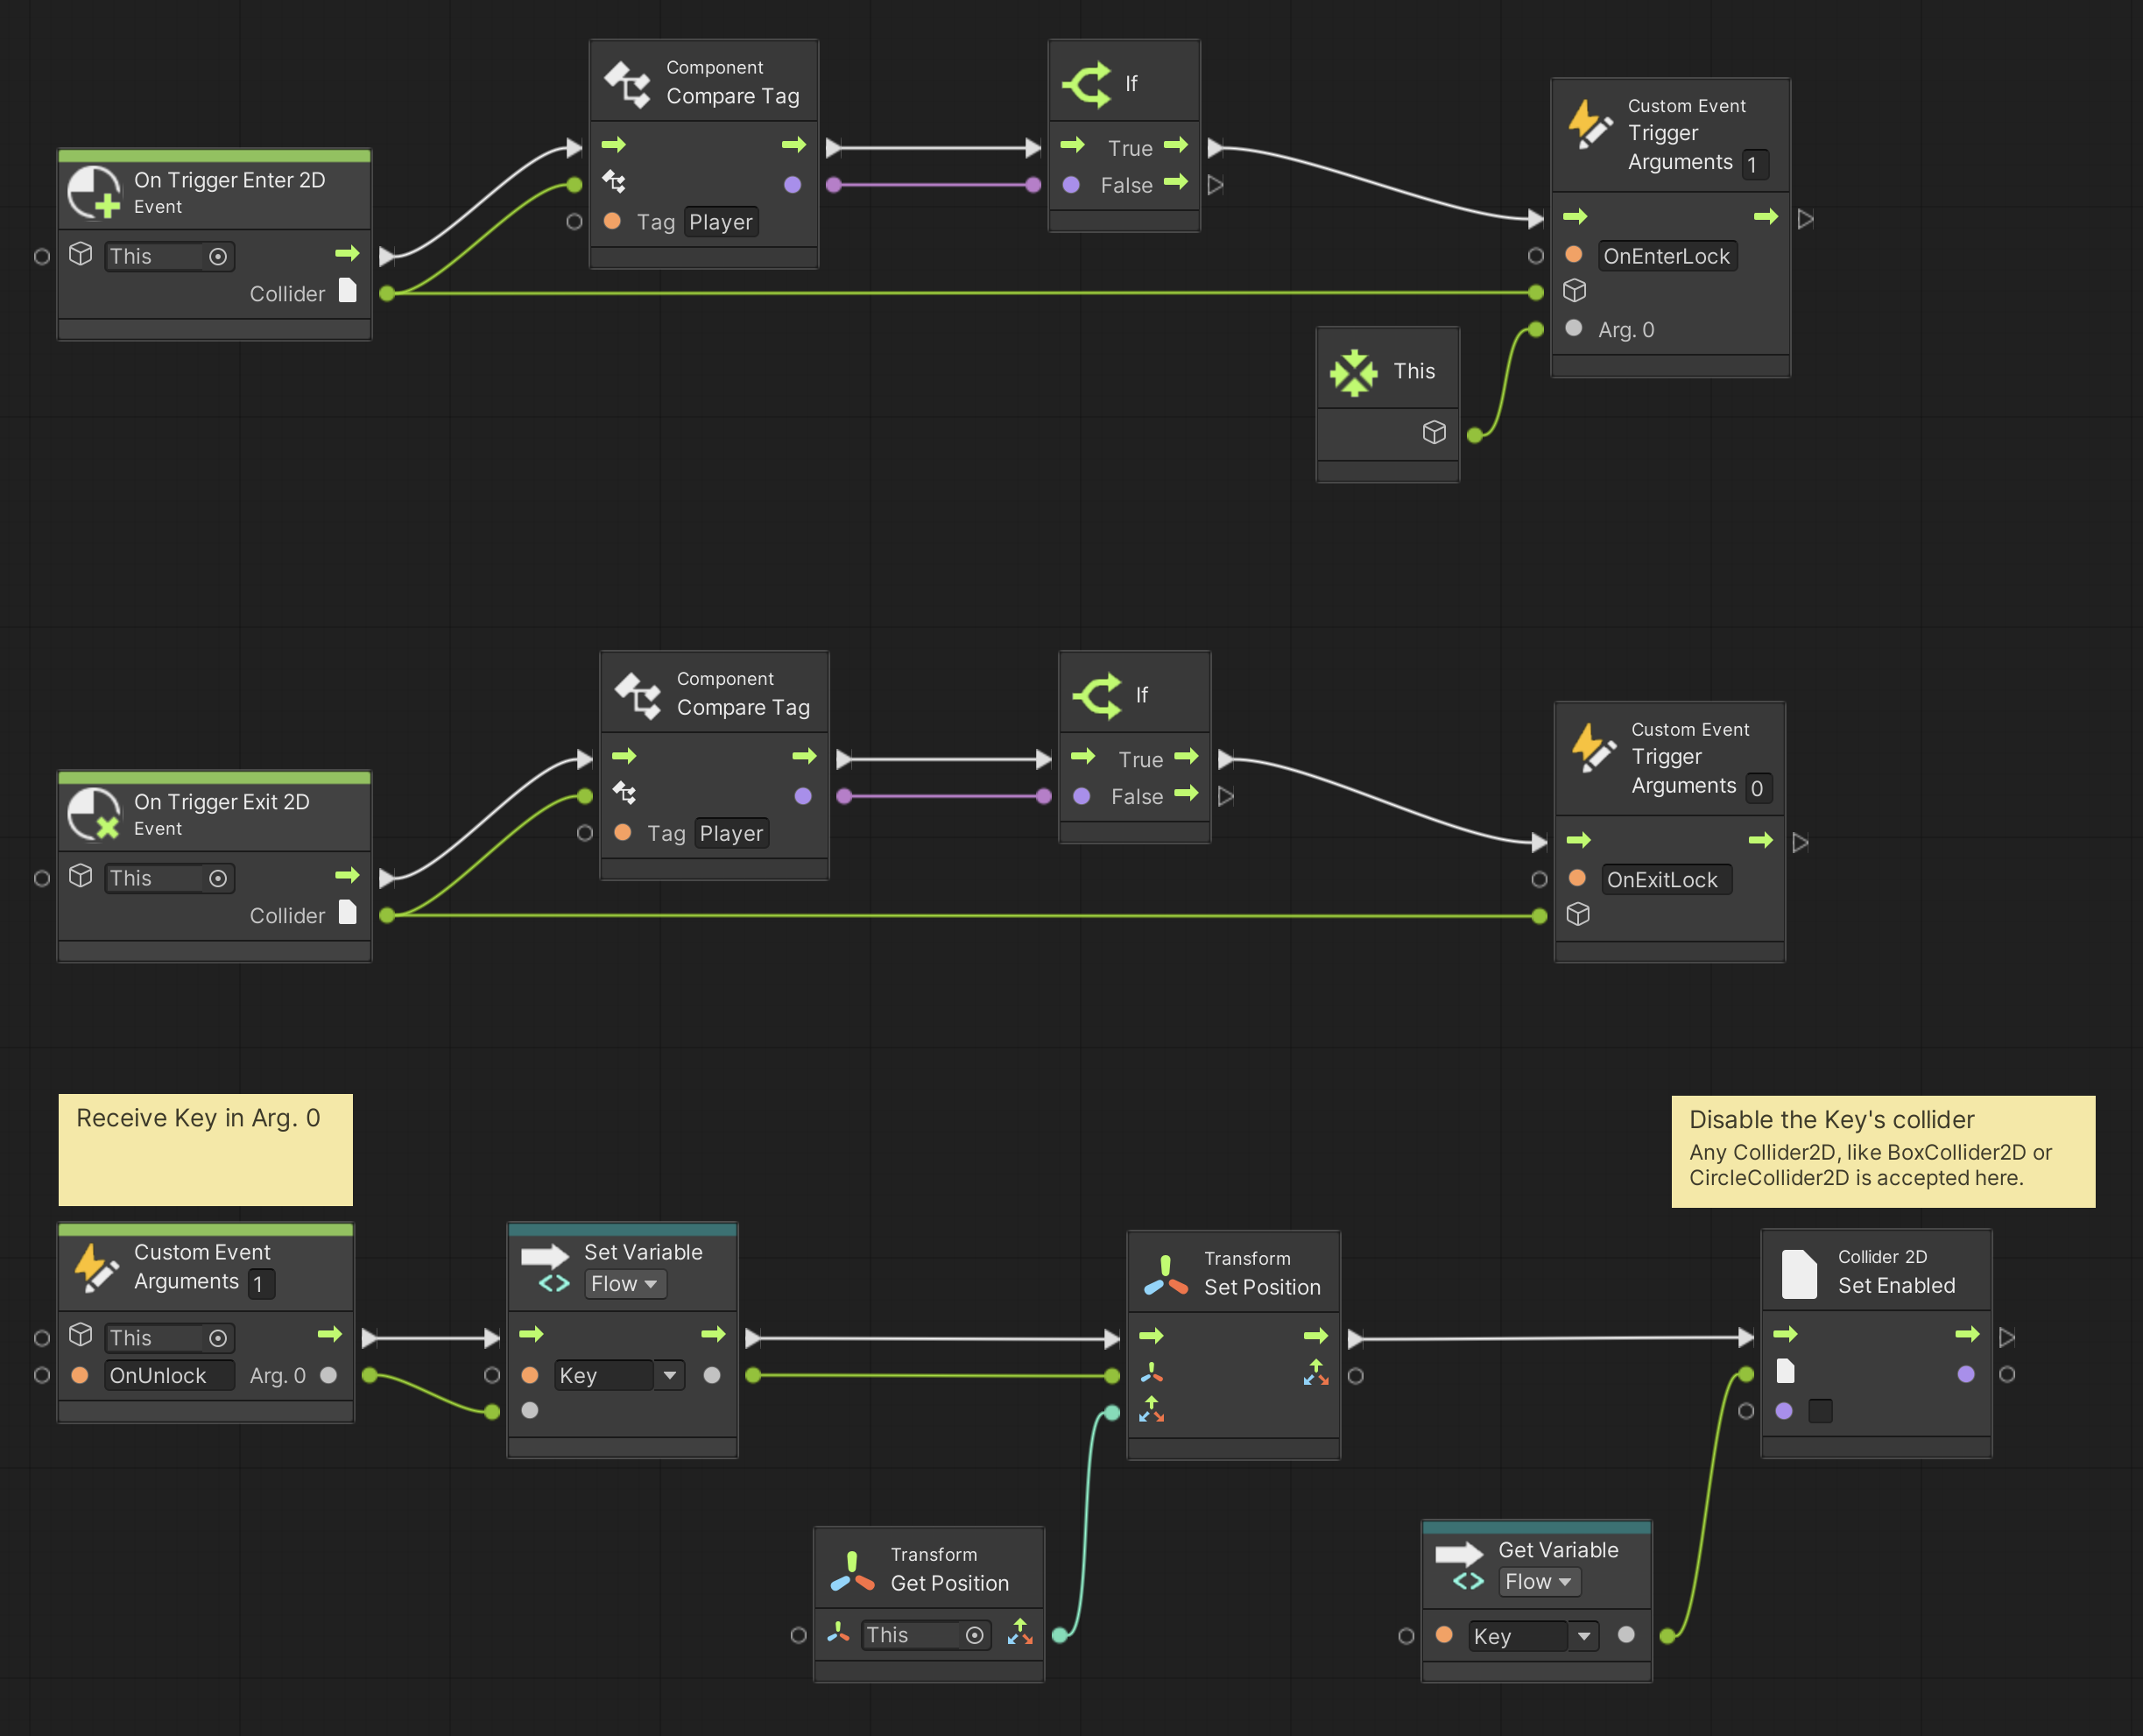 On Trigger Enter 2D
Event
This
Collider
Component
Compare Tag
Tag Player
If
True
False
Custom Event
Trigger
Arguments 1
OnEnterLock
Arg. 0
This
On Trigger Exit 2D
Event
This
Collider
Component
Compare Tag
Tag Player
If
True
False
Custom Event
Trigger
Arguments 0
OnExitLock
Receive Key in Arg. 0
Custom Event
Arguments 1
This
OnUnlock Arg. 0
Set Variable
Flow
Key
Transform
Set Position
Transform
Get Position
This
Disable the Key's collider
Any Collider2D, like BoxCollider2D or
CircleCollider2D is accepted here.
Collider 2D
Set Enabled
Get Variable
Flow
Key